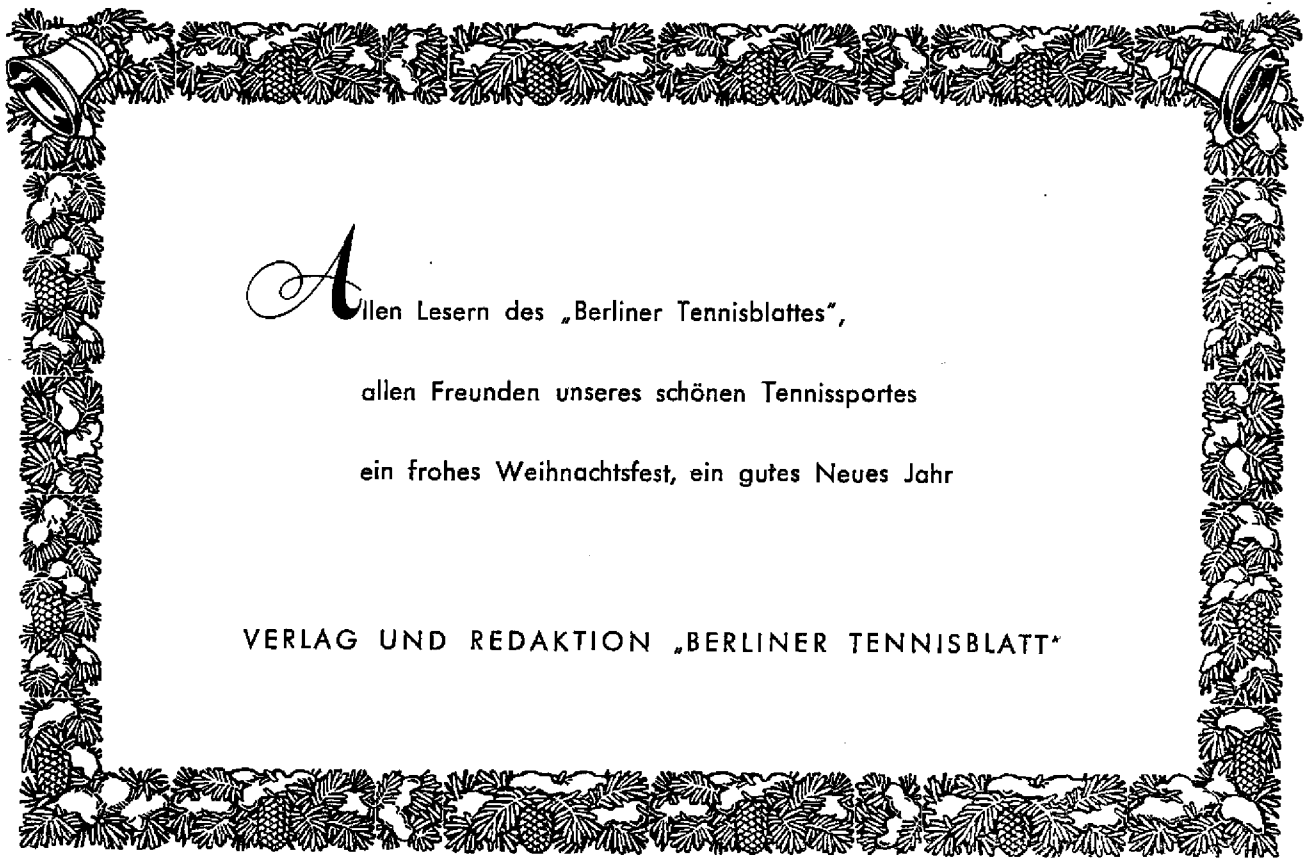 Allen Lesern des „Berliner Tennisblattes",
allen Freunden unseres schönen Tennissportes
ein frohes Weihnachtsfest, ein gutes Neues Jahr
VERLAG UND REDAKTION „BERLINER TENNISBLATT"